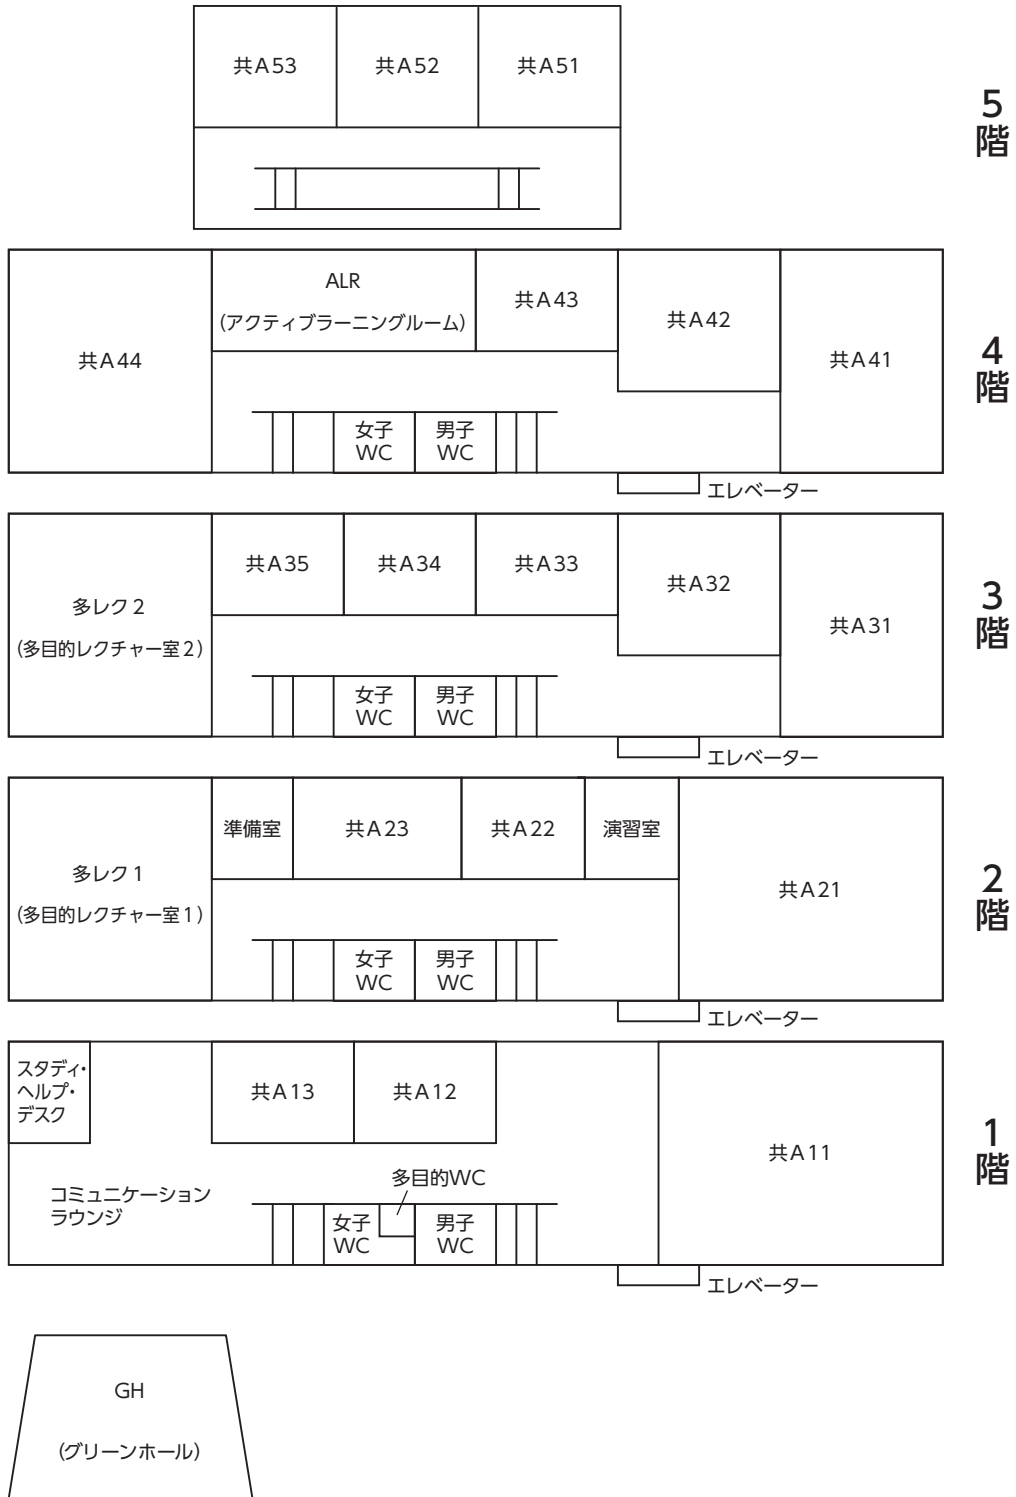 共A53
共A52
共A51
5階
ALR
(アクティブラーニングルーム)
共A43
共A42
共A44
共A41
4階
女子
WC
男子
WC
エレベーター
共A35
共A34
共A33
共A32
多レク2
(多目的レクチャー室2)
共A31
3階
女子
WC
男子
WC
エレベーター
準備室
共A23
共A22
演習室
多レク1
(多目的レクチャー室1)
共A21
2階
女子
WC
男子
WC
エレベーター
スタディ・
ヘルプ・
デスク
共A13
共A12
共A11
1階
多目的WC
コミュニケーション
ラウンジ
女子
WC
男子
WC
エレベーター
GH
(グリーンホール)